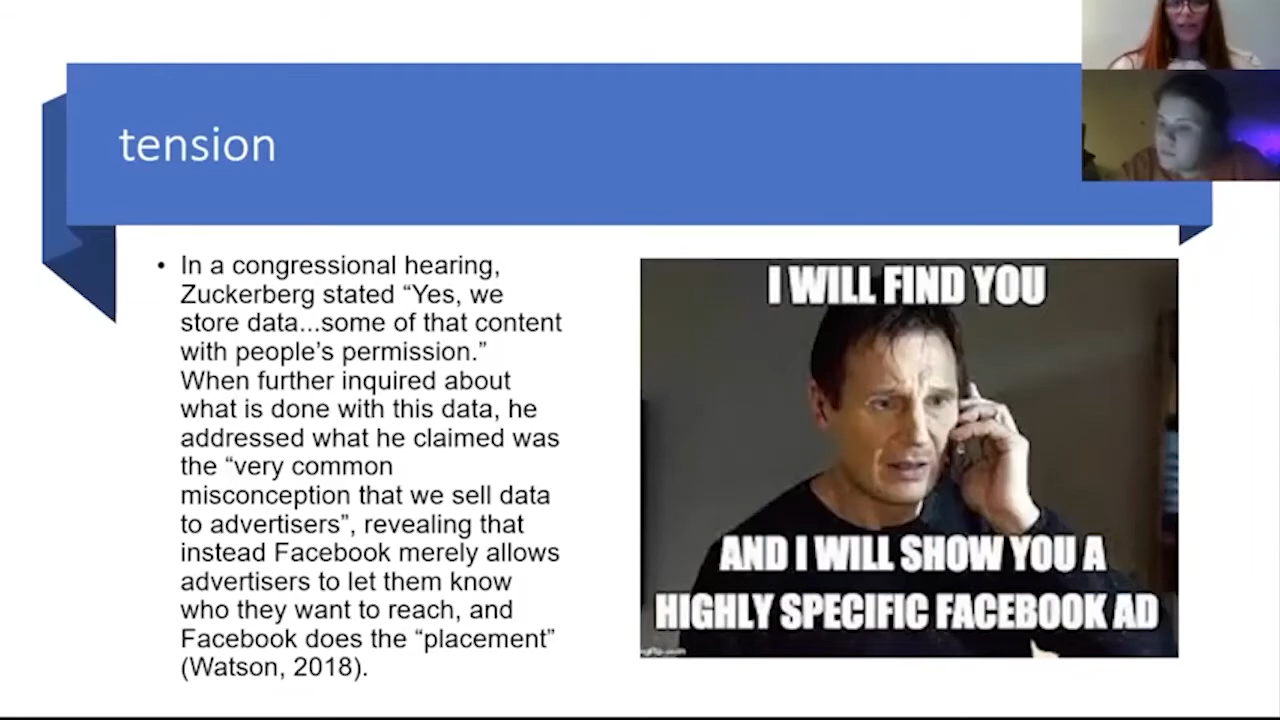 tension
• In a congressional hearing,
Zuckerberg stated “Yes, we
store data...some of that content
with people’s permission.”
When further inquired about
what is done with this data, he
addressed what he claimed was
the “very common
misconception that we sell data
to advertisers”, revealing that
instead Facebook merely allows
advertisers to let them know
who they want to reach, and
Facebook does the “placement”
(Watson, 2018).
I WILL FIND YOU
AND I WILL SHOW YOU A
HIGHLY SPECIFIC FACEBOOK AD